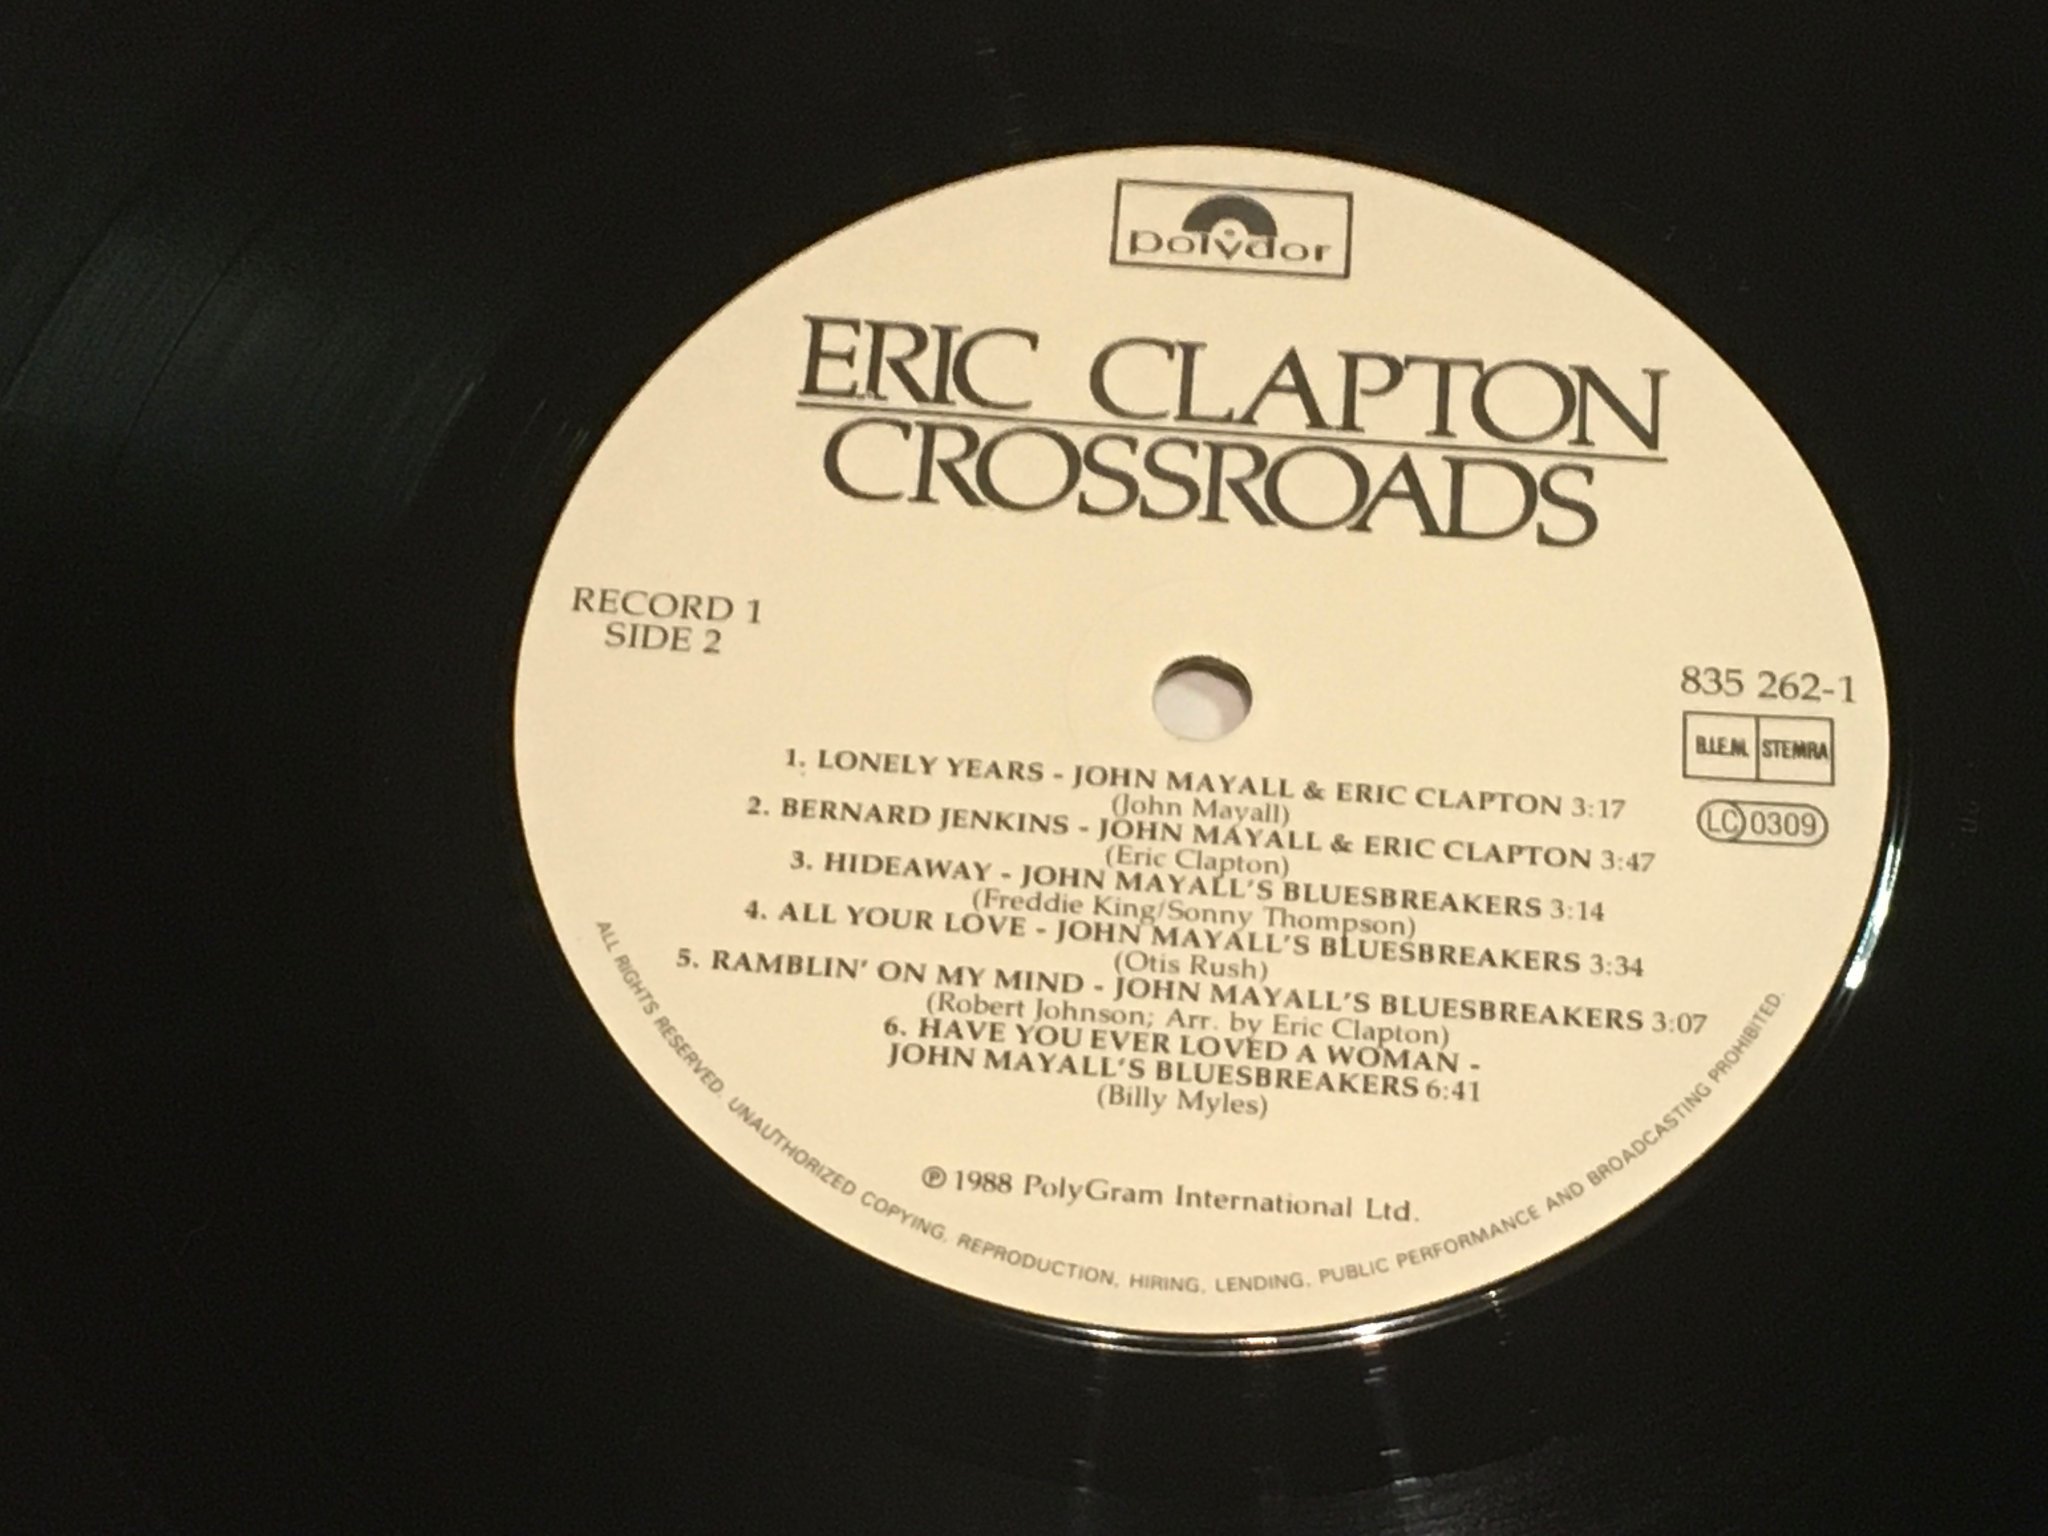 polydor
ERIC CLAPTON
CROSSROADS
RECORD 1
SIDE 2
835 262-1
B.I.E.M. STEMRA
LC 0309
1. LONELY YEARS - JOHN MAYALL & ERIC CLAPTON 3:17
(John Mayall)
2. BERNARD JENKINS - JOHN MAYALL & ERIC CLAPTON 3:47
(Eric Clapton)
3. HIDEAWAY - JOHN MAYALL'S BLUESBREAKERS 3:14
(Freddie King/Sonny Thompson)
4. ALL YOUR LOVE - JOHN MAYALL'S BLUESBREAKERS 3:34
(Otis Rush)
5. RAMBLIN' ON MY MIND - JOHN MAYALL'S BLUESBREAKERS 3:07
(Robert Johnson; Arr. by Eric Clapton)
6. HAVE YOU EVER LOVED A WOMAN -
JOHN MAYALL'S BLUESBREAKERS 6:41
(Billy Myles)
℗ 1988 PolyGram International Ltd.
ALL RIGHTS RESERVED. UNAUTHORIZED COPYING, REPRODUCTION, HIRING, LENDING, PUBLIC PERFORMANCE AND BROADCASTING PROHIBITED.